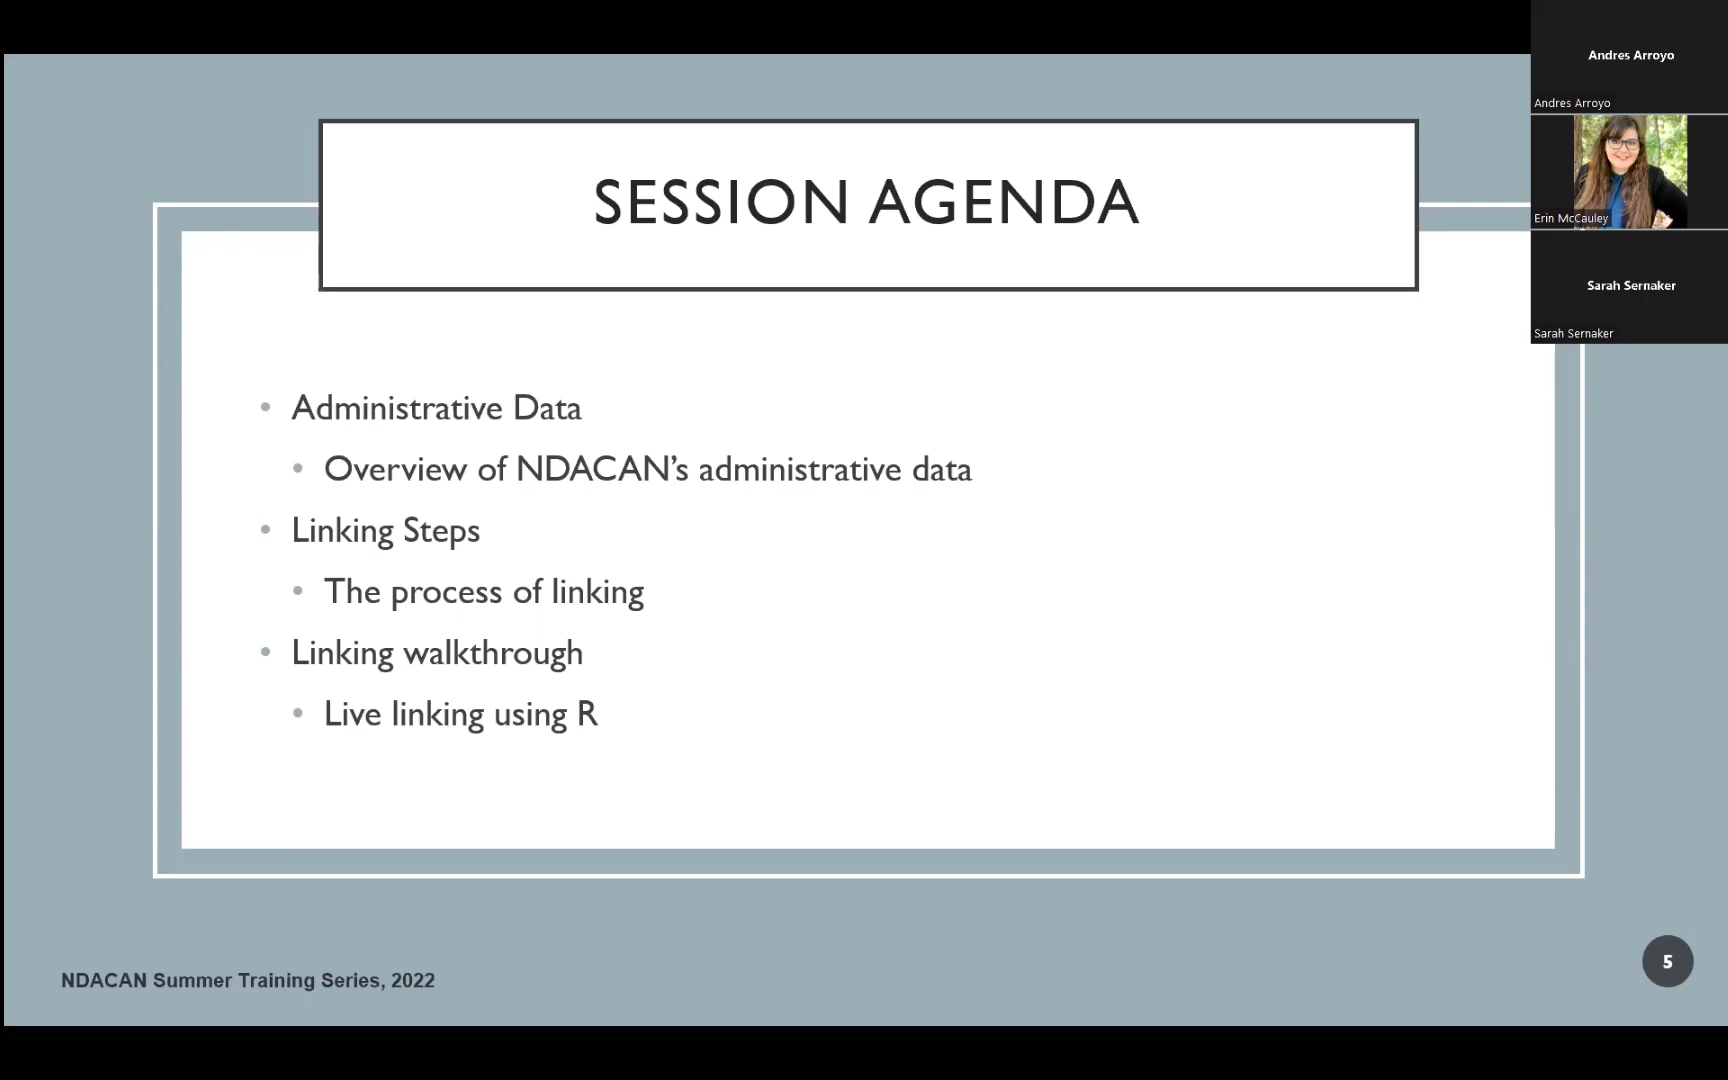 SESSION AGENDA
• Administrative Data
• Overview of NDACAN’s administrative data
• Linking Steps
• The process of linking
• Linking walkthrough
• Live linking using R
NDACAN Summer Training Series, 2022
5
Andres Arroyo
Andres Arroyo
Erin McCauley
Sarah Sernaker
Sarah Sernaker